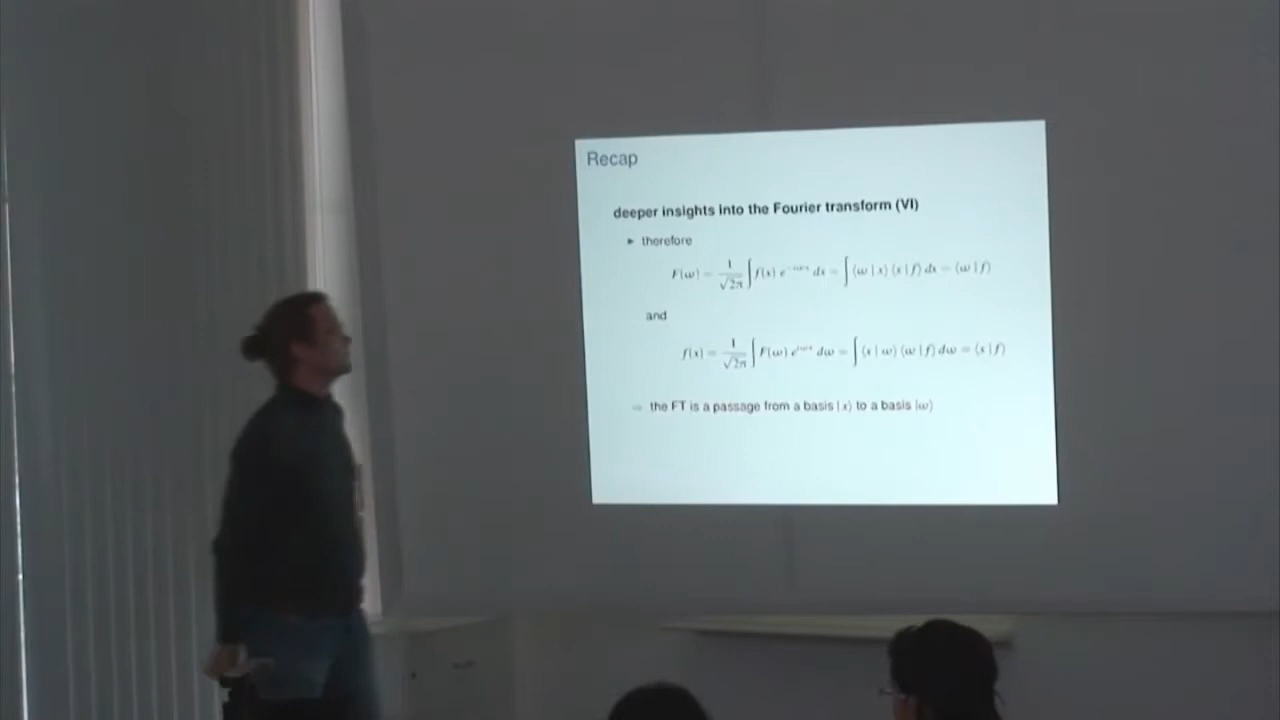 Recap
deeper insights into the Fourier transform (VI)
► therefore
F(ω) = 1/√2π ∫ f(x) e^{-iωx} dx = ∫ ⟨ω | x⟩ ⟨x | f⟩ dx = ⟨ω | f⟩
and
f(x) = 1/√2π ∫ F(ω) e^{iωx} dω = ∫ ⟨x | ω⟩ ⟨ω | f⟩ dω = ⟨x | f⟩
⇒ the FT is a passage from a basis |x⟩ to a basis |ω⟩